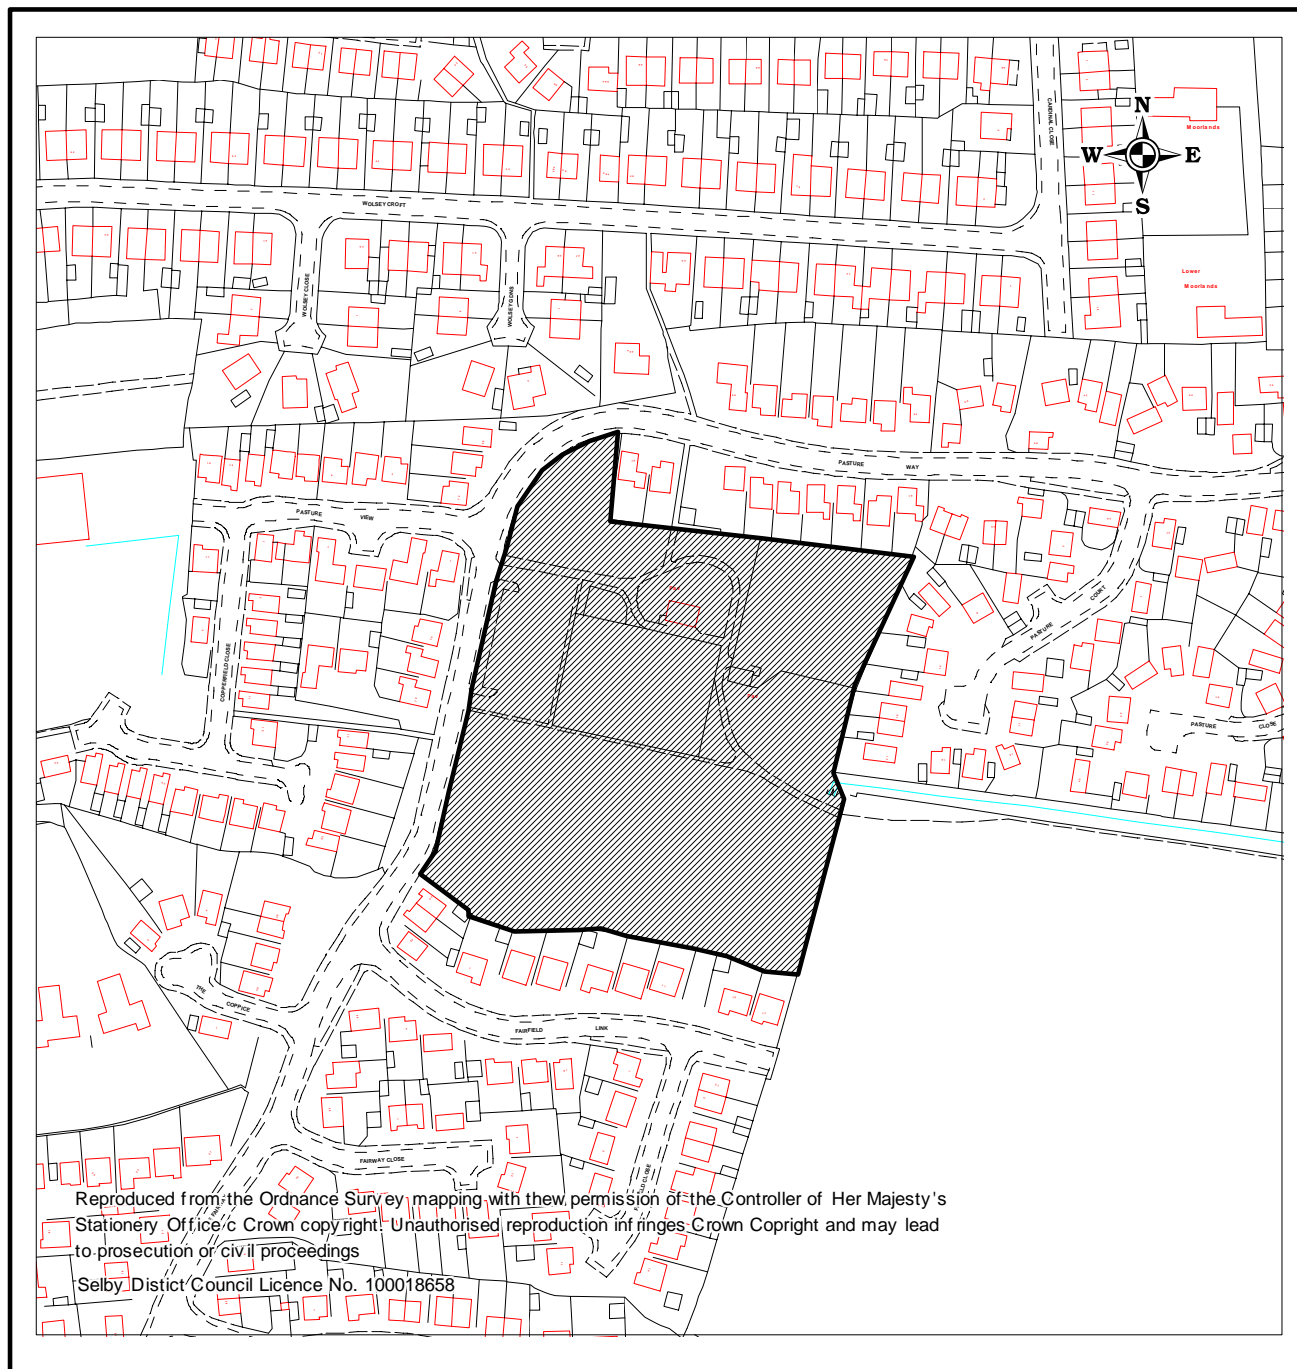 CARDINAL CLOSE
N
Moorlands
W E
S
WOLSEY CROFT
Lower
Moorlands
WOLSEY CLOSE
WOLSEY GDNS
PASTURE WAY
PASTURE VIEW
Play
PASTURE COURT
COPPERFIELD CLOSE
PASTURE CLOSE
THE COPPICE
FAIRFIELD LINK
FAIRWAY CLOSE
Reproduced from the Ordnance Survey mapping with thew permission of the Controller of Her Majesty's
Stationery Office c Crown copyright. Unauthorised reproduction infringes Crown Copright and may lead
to prosecution or civil proceedings
Selby Distict Council Licence No. 100018658